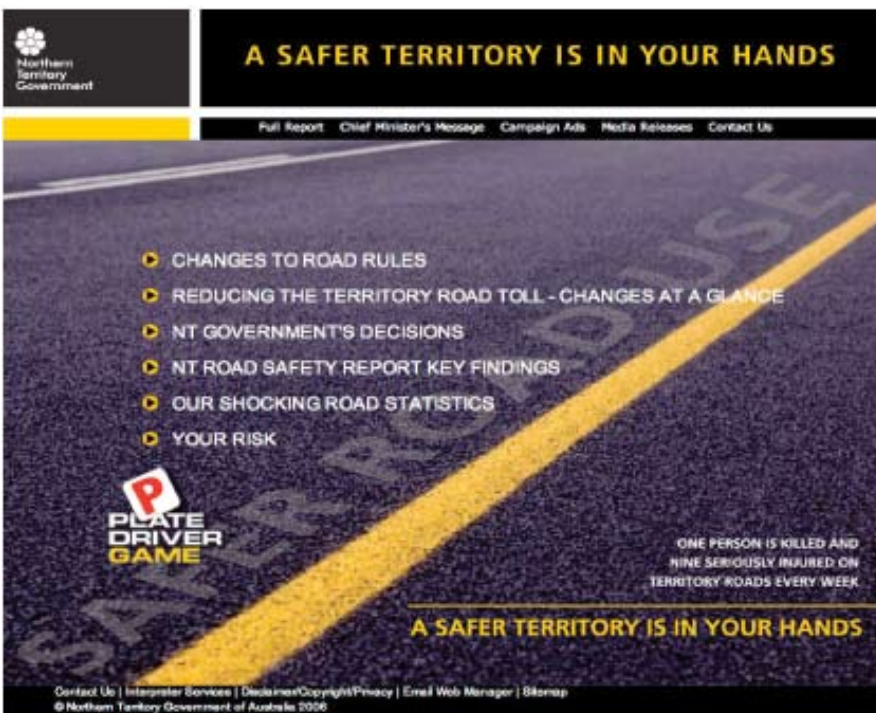 Northern
Territory
Government
A SAFER TERRITORY IS IN YOUR HANDS
Full Report Chief Minister's Message Campaign Ads Media Releases Contact Us
CHANGES TO ROAD RULES
REDUCING THE TERRITORY ROAD TOLL - CHANGES AT A GLANCE
NT GOVERNMENT'S DECISIONS
NT ROAD SAFETY REPORT KEY FINDINGS
OUR SHOCKING ROAD STATISTICS
YOUR RISK
SAFER ROAD USE
P
PLATE
DRIVER
GAME
ONE PERSON IS KILLED AND
NINE SERIOUSLY INJURED ON
TERRITORY ROADS EVERY WEEK
A SAFER TERRITORY IS IN YOUR HANDS
Contact Us | Interpreter Services | Disclaimer/Copyright/Privacy | Email Web Manager | Sitemap
© Northern Territory Government of Australia 2006